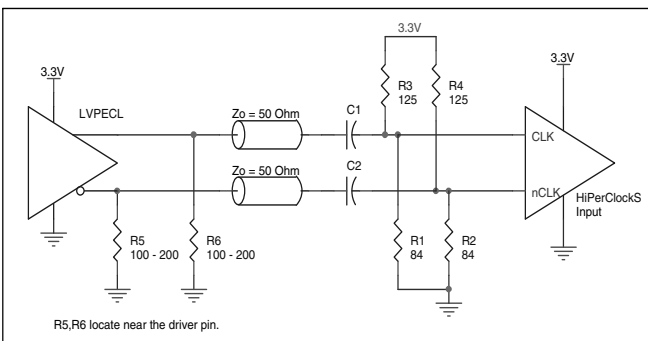 3.3V
3.3V
3.3V
R3
125
R4
125
LVPECL
Zo = 50 Ohm
C1
CLK
Zo = 50 Ohm
C2
nCLK
HiPerClockS
Input
R5
100 - 200
R6
100 - 200
R1
84
R2
84
R5,R6 locate near the driver pin.